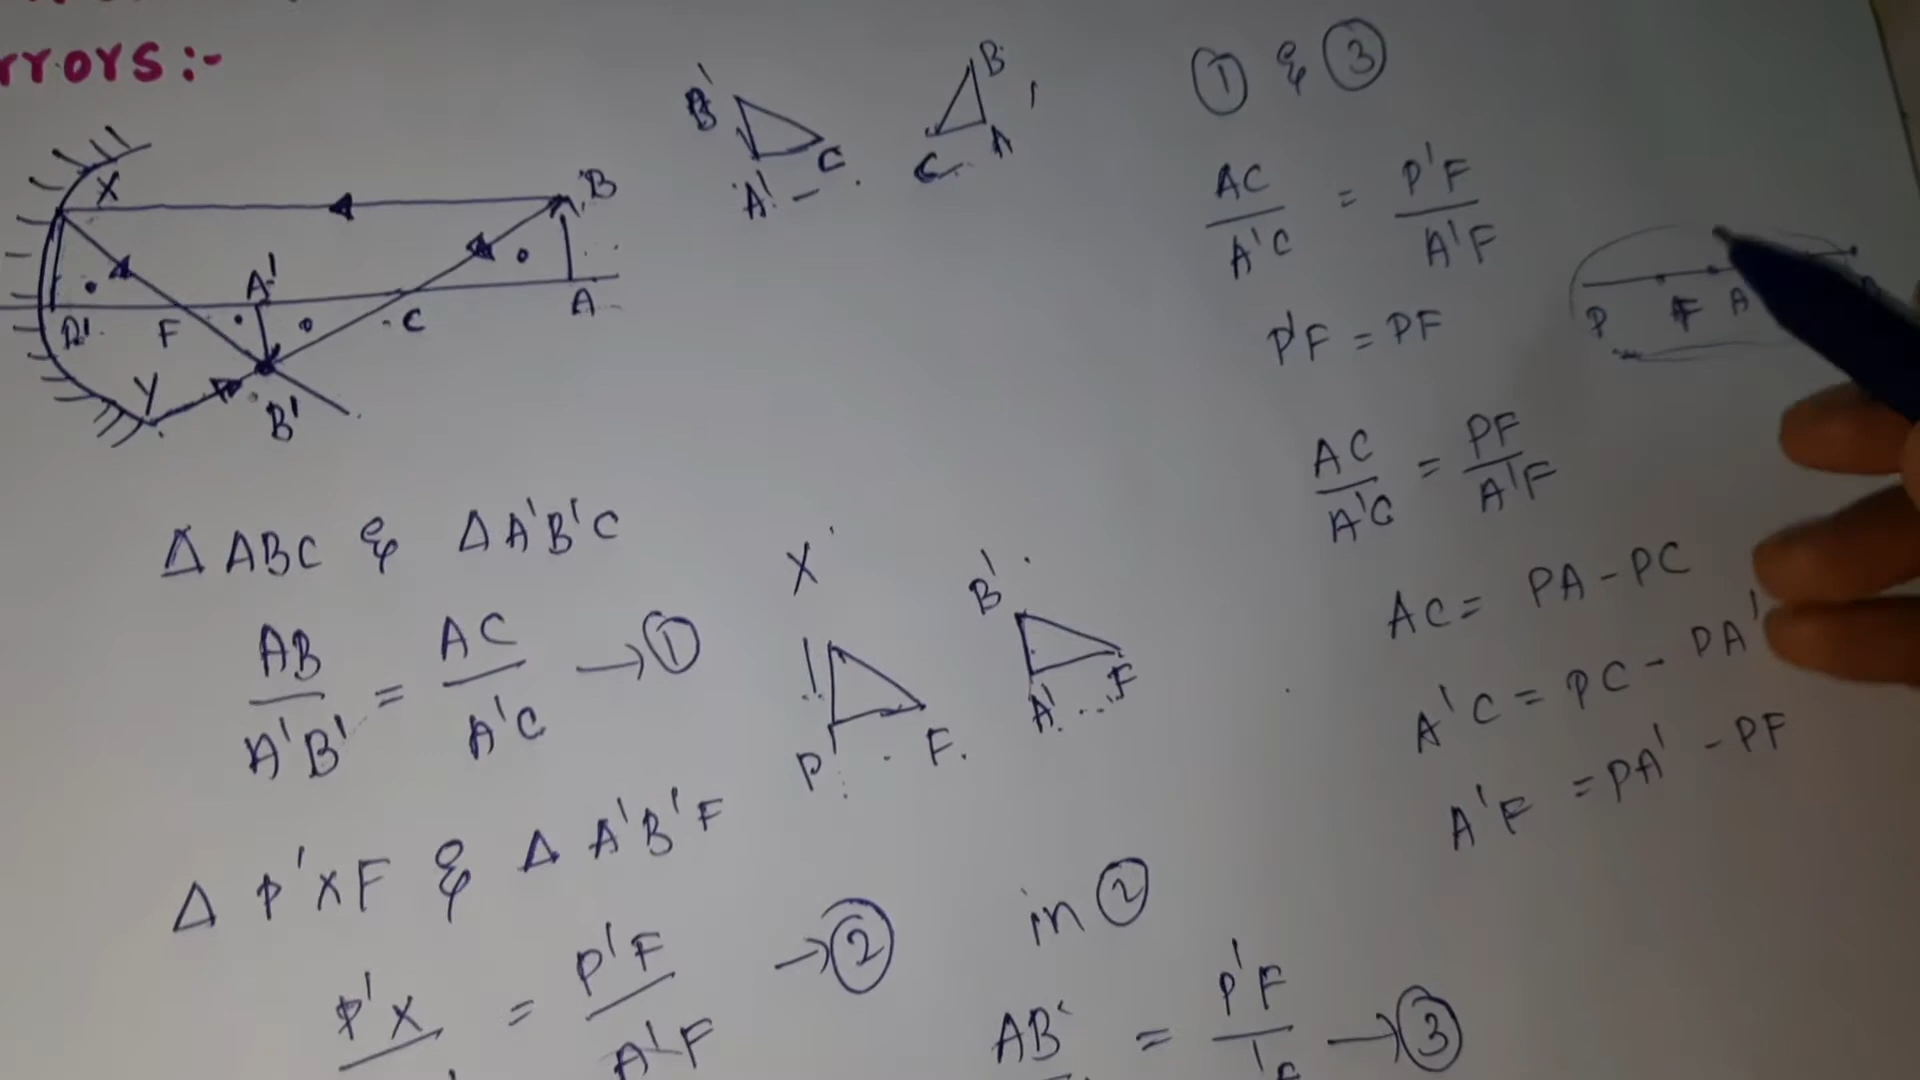 rrors:-
X
B
A'
A
P'
F
C
Y
B'
B'
A'
C
B
C
A
Δ ABC & Δ A'B'C
AB/A'B' = AC/A'C → ①
X
P'
F
B'
A'
F
Δ P'XF & Δ A'B'F
P'X = P'F/A'F → ②
in ②
AB = P'F → ③
① & ③
AC/A'C = P'F/A'F
P'F = PF
P
F
A
AC/A'C = PF/A'F
AC = PA - PC
A'C = PC - PA'
A'F = PA' - PF